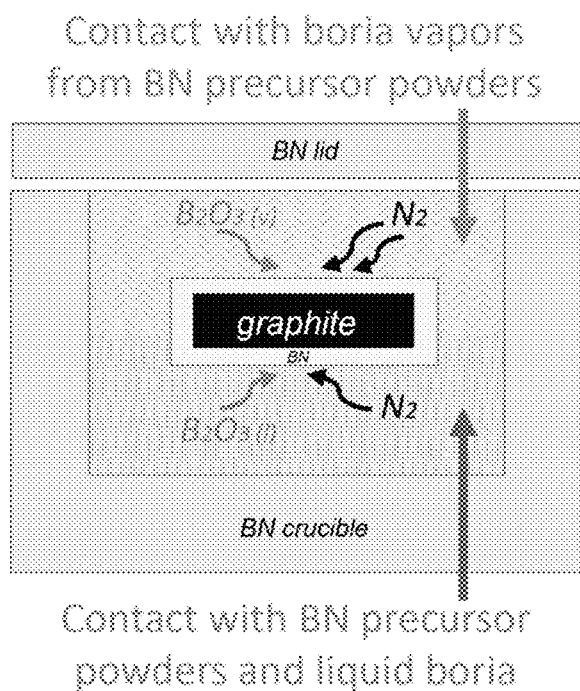 Contact with boria vapors
from BN precursor powders
BN lid
B2O3 (v)
N2
graphite
BN
B2O3 (l)
N2
BN crucible
Contact with BN precursor
powders and liquid boria